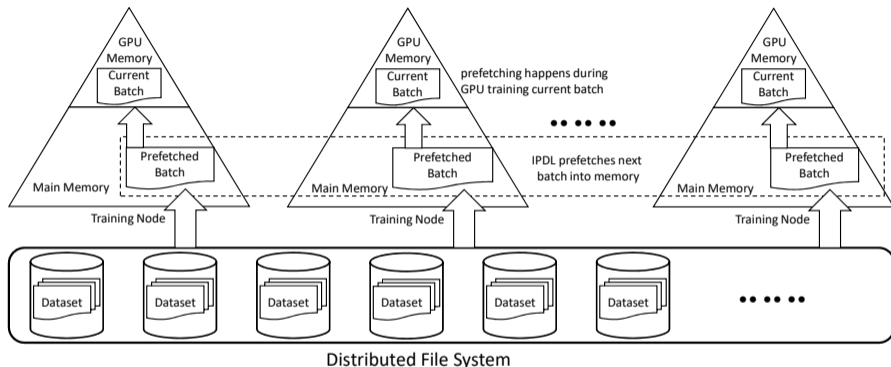 GPU
Memory
Current
Batch
Prefetched
Batch
Main Memory
Training Node
GPU
Memory
Current
Batch
prefetching happens during
GPU training current batch
Prefetched
Batch
IPDL prefetches next
batch into memory
Main Memory
Training Node
GPU
Memory
Current
Batch
Prefetched
Batch
Main Memory
Training Node
Dataset
Dataset
Dataset
Dataset
Dataset
Dataset
Distributed File System